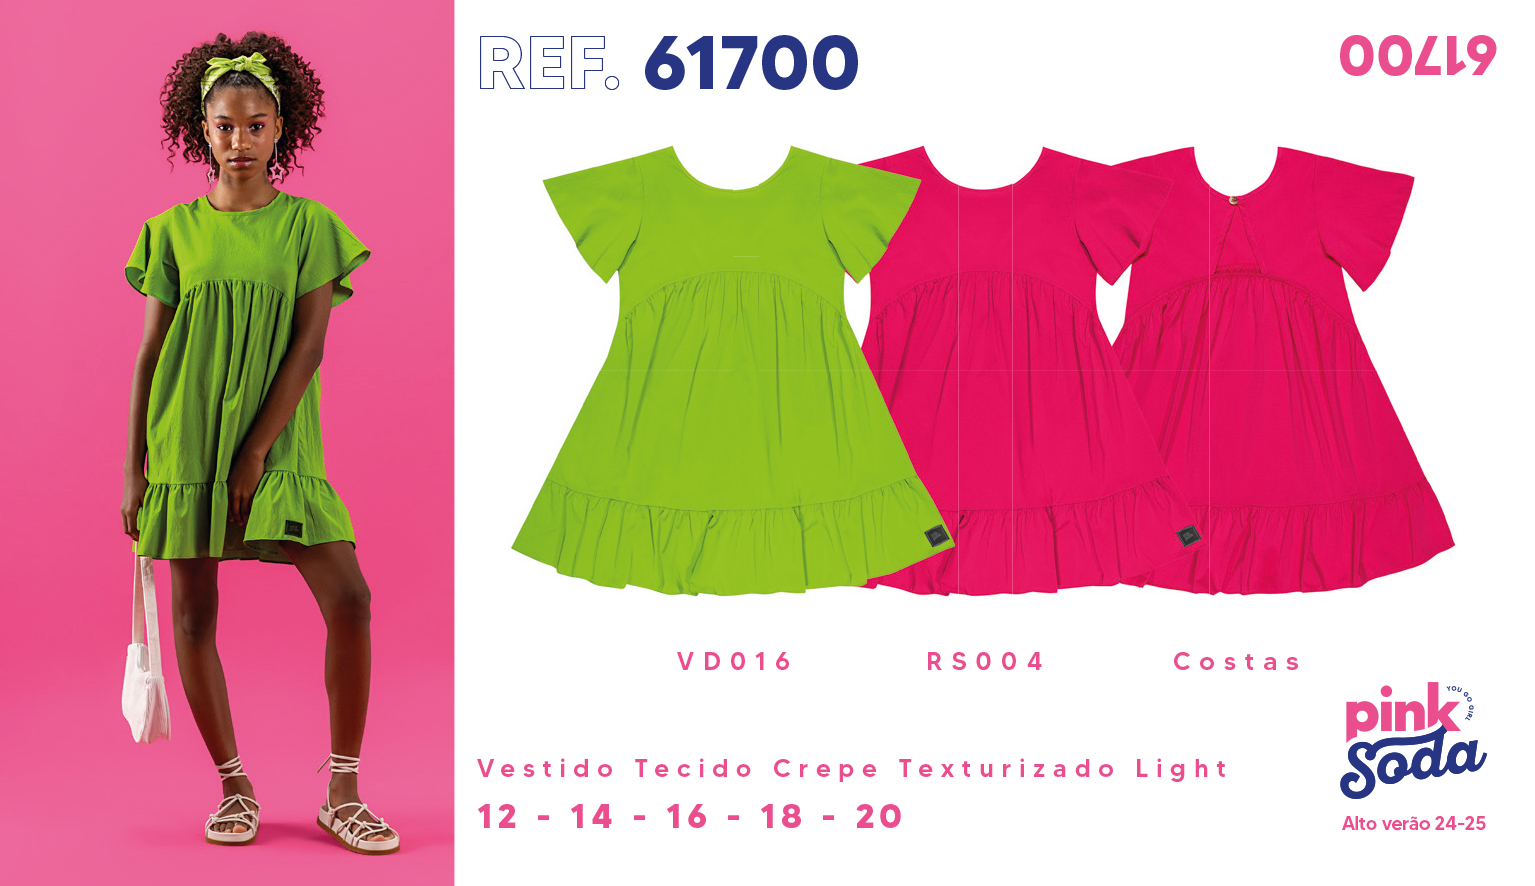 REF. 61700
61700
VD016
RS004
Costas
pink
YOU GO GIRL
Soda
Vestido Tecido Crepe Texturizado Light
12 - 14 - 16 - 18 - 20
Alto verão 24-25